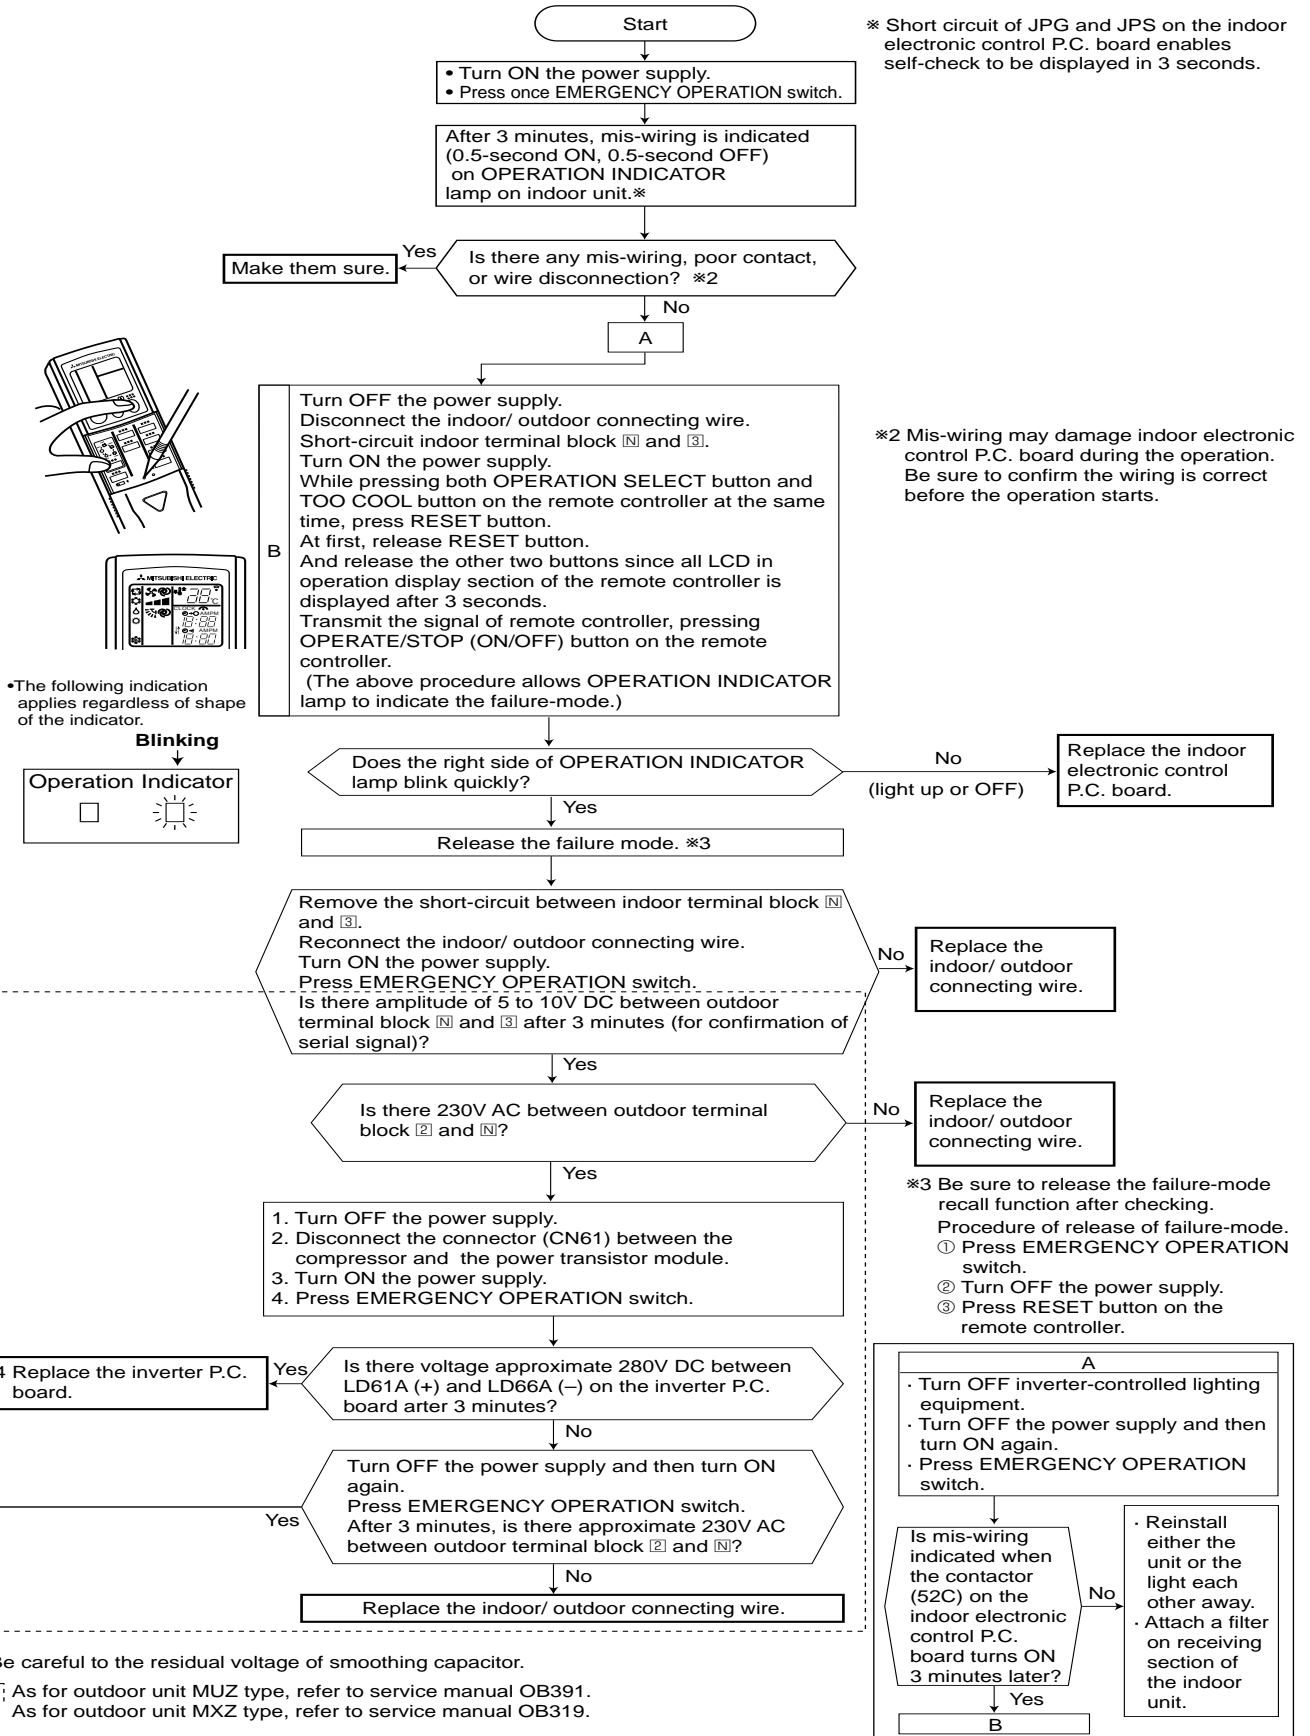 Start
※ Short circuit of JPG and JPS on the indoor
electronic control P.C. board enables
self-check to be displayed in 3 seconds.
• Turn ON the power supply.
• Press once EMERGENCY OPERATION switch.
After 3 minutes, mis-wiring is indicated
(0.5-second ON, 0.5-second OFF)
on OPERATION INDICATOR
lamp on indoor unit.※
Is there any mis-wiring, poor contact,
or wire disconnection? ※2
Yes
Make them sure.
No
A
※2 Mis-wiring may damage indoor electronic
control P.C. board during the operation.
Be sure to confirm the wiring is correct
before the operation starts.
MITSUBISHI ELECTRIC
B
Turn OFF the power supply.
Disconnect the indoor/ outdoor connecting wire.
Short-circuit indoor terminal block N and 3.
Turn ON the power supply.
While pressing both OPERATION SELECT button and
TOO COOL button on the remote controller at the same
time, press RESET button.
At first, release RESET button.
And release the other two buttons since all LCD in
operation display section of the remote controller is
displayed after 3 seconds.
Transmit the signal of remote controller, pressing
OPERATE/STOP (ON/OFF) button on the remote
controller.
(The above procedure allows OPERATION INDICATOR
lamp to indicate the failure-mode.)
MITSUBISHI ELECTRIC
°C
CLOCK
AMPM
AMPM
•The following indication
applies regardless of shape
of the indicator.
Blinking
Operation Indicator
Does the right side of OPERATION INDICATOR
lamp blink quickly?
No
(light up or OFF)
Replace the indoor
electronic control
P.C. board.
Yes
Release the failure mode. ※3
Remove the short-circuit between indoor terminal block N
and 3.
Reconnect the indoor/ outdoor connecting wire.
Turn ON the power supply.
Press EMERGENCY OPERATION switch.
Is there amplitude of 5 to 10V DC between outdoor
terminal block N and 3 after 3 minutes (for confirmation of
serial signal)?
No
Replace the
indoor/ outdoor
connecting wire.
Yes
Is there 230V AC between outdoor terminal
block 2 and N?
No
Replace the
indoor/ outdoor
connecting wire.
Yes
※3 Be sure to release the failure-mode
recall function after checking.
Procedure of release of failure-mode.
① Press EMERGENCY OPERATION
switch.
② Turn OFF the power supply.
③ Press RESET button on the
remote controller.
1. Turn OFF the power supply.
2. Disconnect the connector (CN61) between the
compressor and the power transistor module.
3. Turn ON the power supply.
4. Press EMERGENCY OPERATION switch.
Is there voltage approximate 280V DC between
LD61A (+) and LD66A (–) on the inverter P.C.
board arter 3 minutes?
Yes
4 Replace the inverter P.C.
board.
No
Turn OFF the power supply and then turn ON
again.
Press EMERGENCY OPERATION switch.
After 3 minutes, is there approximate 230V AC
between outdoor terminal block 2 and N?
Yes
No
Replace the indoor/ outdoor connecting wire.
A
· Turn OFF inverter-controlled lighting
equipment.
· Turn OFF the power supply and then
turn ON again.
· Press EMERGENCY OPERATION
switch.
Is mis-wiring
indicated when
the contactor
(52C) on the
indoor electronic
control P.C.
board turns ON
3 minutes later?
No
· Reinstall
either the
unit or the
light each
other away.
· Attach a filter
on receiving
section of
the indoor
unit.
Yes
B
Be careful to the residual voltage of smoothing capacitor.
As for outdoor unit MUZ type, refer to service manual OB391.
As for outdoor unit MXZ type, refer to service manual OB319.